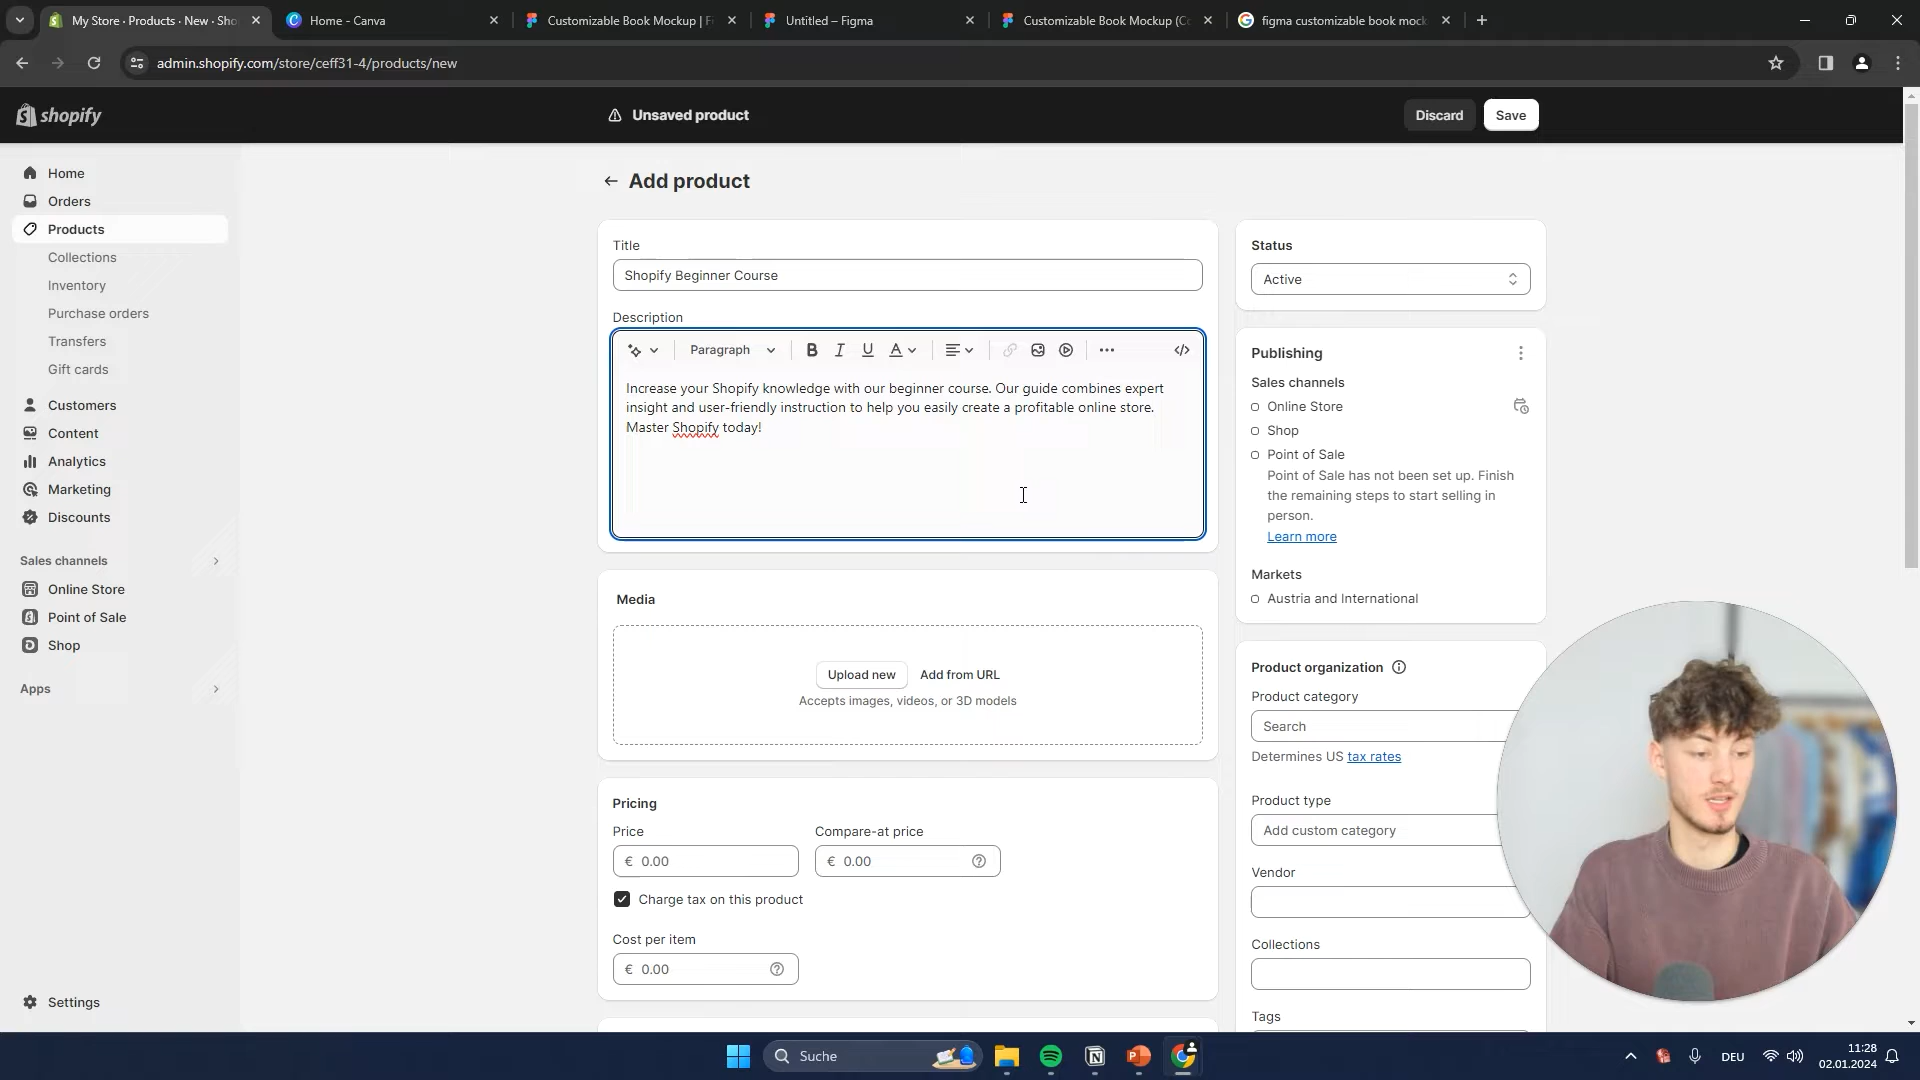 My Store · Products · New · Sho
Home - Canva
Customizable Book Mockup | F
Untitled – Figma
Customizable Book Mockup (Co
figma customizable book mock
admin.shopify.com/store/ceff31-4/products/new
shopify
Unsaved product
Discard
Save
Home
Orders
Products
Collections
Inventory
Purchase orders
Transfers
Gift cards
Customers
Content
Analytics
Marketing
Discounts
Sales channels
Online Store
Point of Sale
Shop
Apps
Settings
Add product
Title
Shopify Beginner Course
Description
Paragraph
B I U A
Increase your Shopify knowledge with our beginner course. Our guide combines expert
insight and user-friendly instruction to help you easily create a profitable online store.
Master Shopify today!
Media
Upload new
Add from URL
Accepts images, videos, or 3D models
Pricing
Price
Compare-at price
€ 0.00
€ 0.00
Charge tax on this product
Cost per item
€ 0.00
Status
Active
Publishing
Sales channels
Online Store
Shop
Point of Sale
Point of Sale has not been set up. Finish
the remaining steps to start selling in
person.
Learn more
Markets
Austria and International
Product organization
Product category
Search
Determines US tax rates
Product type
Add custom category
Vendor
Collections
Tags
Suche
DEU
11:28
02.01.2024